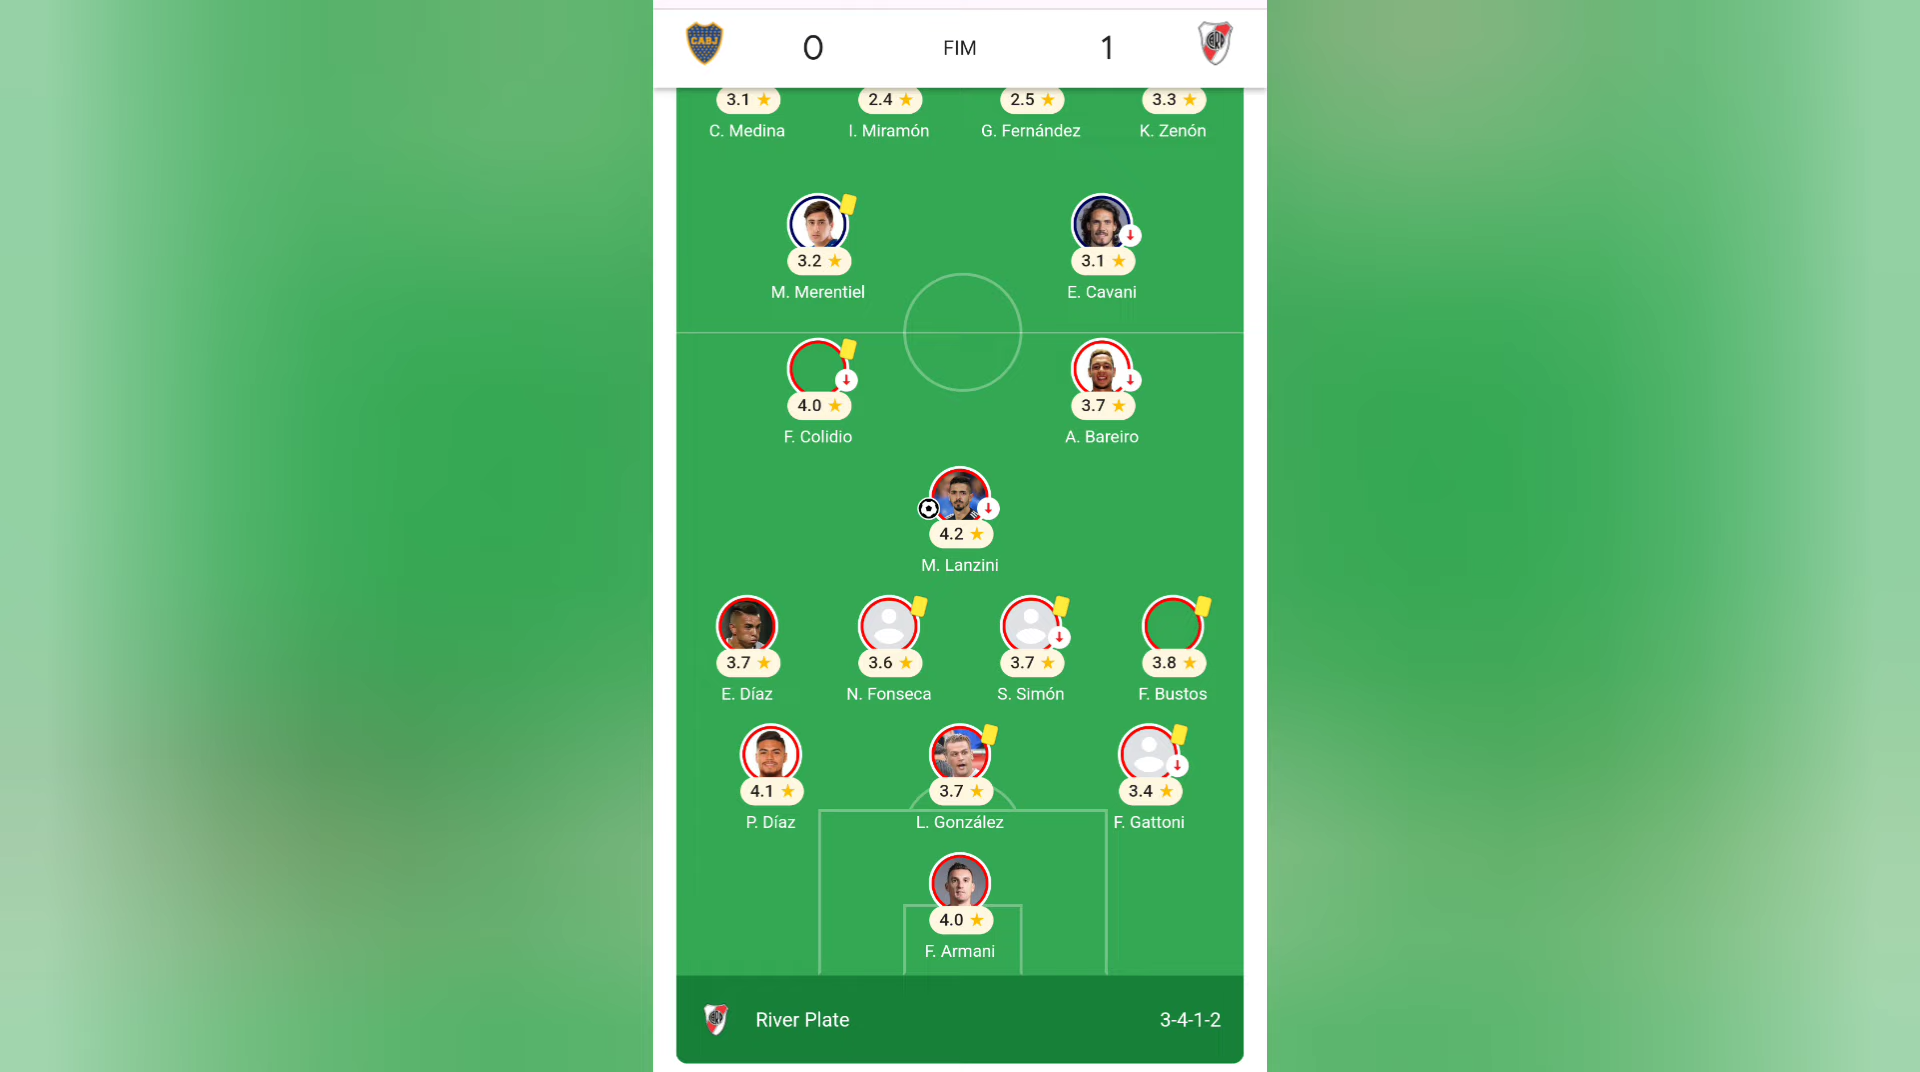 CABJ
0 FIM 1
3.1 2.4 2.5 3.3
C. Medina I. Miramón G. Fernández K. Zenón
3.2 3.1
M. Merentiel E. Cavani
4.0 3.7
F. Colidio A. Bareiro
4.2
M. Lanzini
3.7 3.6 3.7 3.8
E. Díaz N. Fonseca S. Simón F. Bustos
4.1 3.7 3.4
P. Díaz L. González F. Gattoni
4.0
F. Armani
River Plate 3-4-1-2